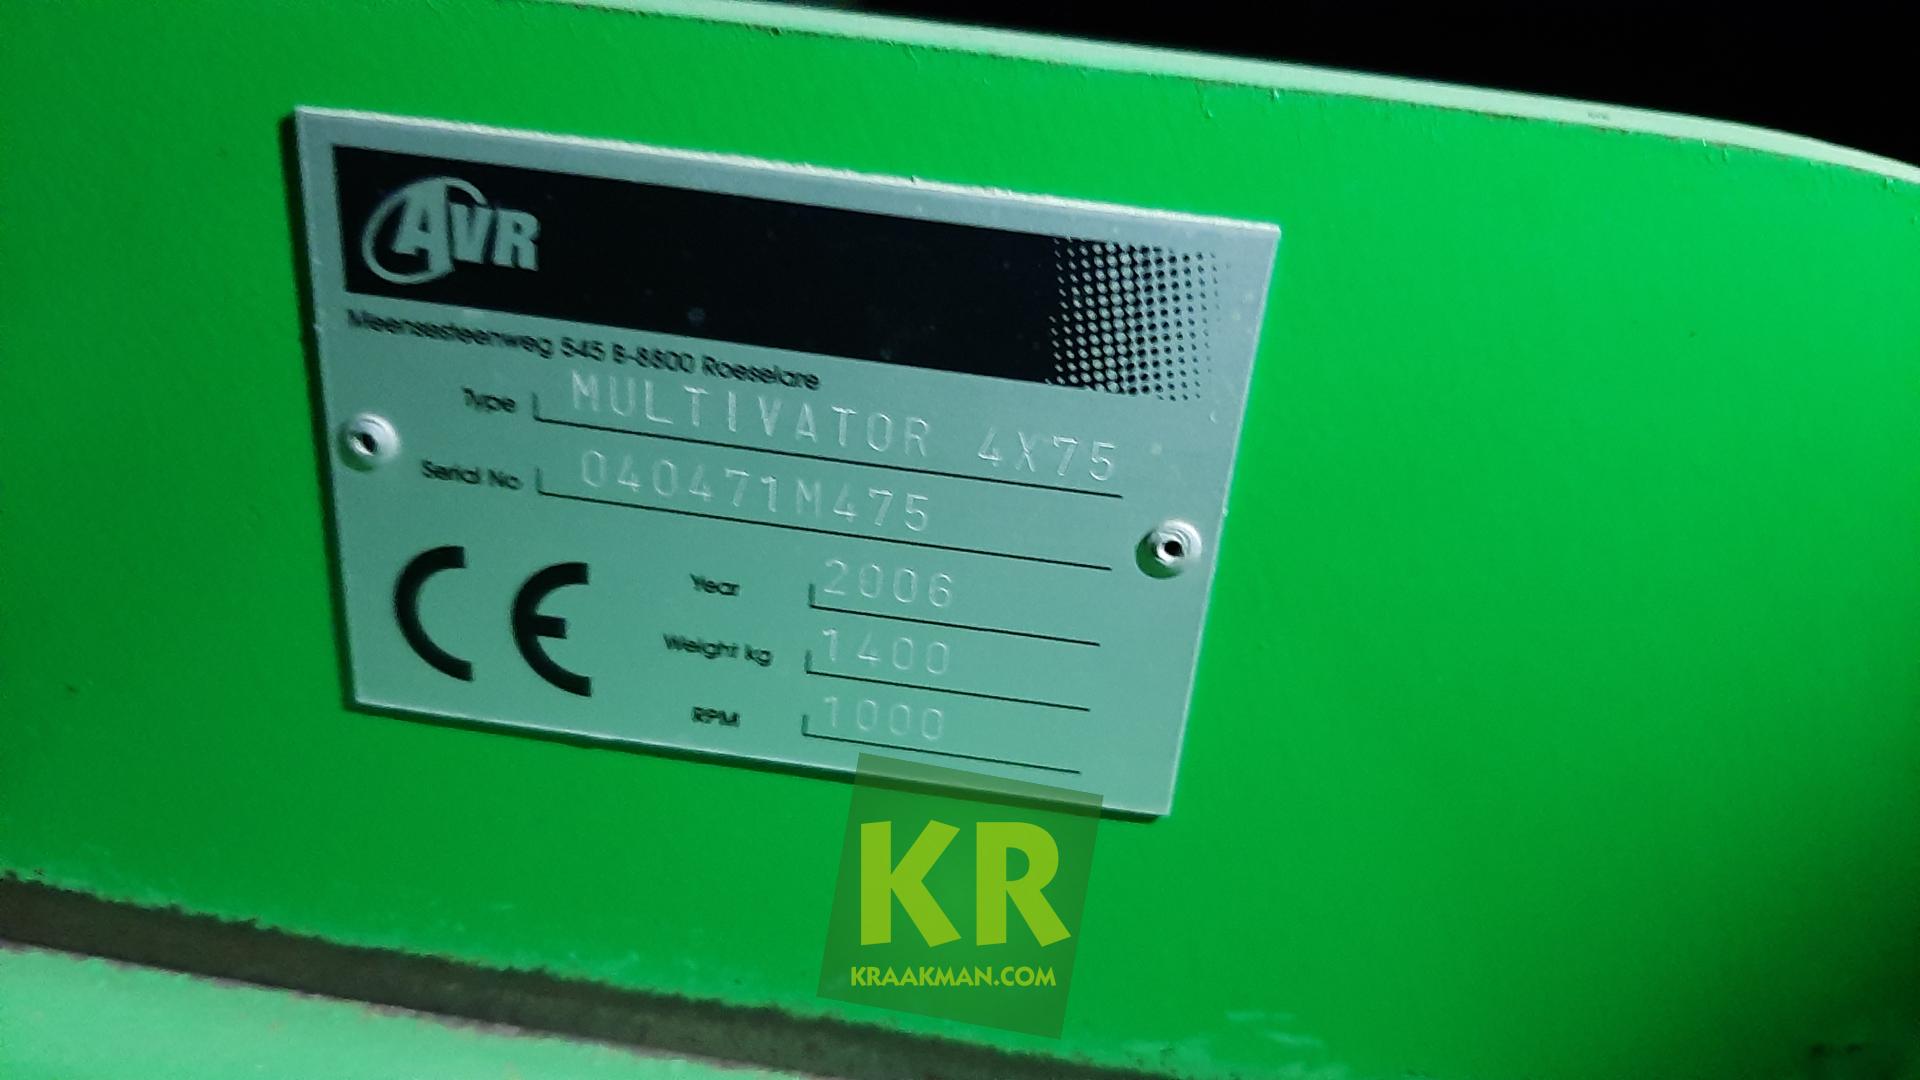 AVR
Meensesteenweg 545 B-8800 Roeselare
Type MULTIVATOR 4X75
Serial No 040471M475
CE
Year 2006
Weight kg 1400
RPM 1000
KR
KRAAKMAN.COM